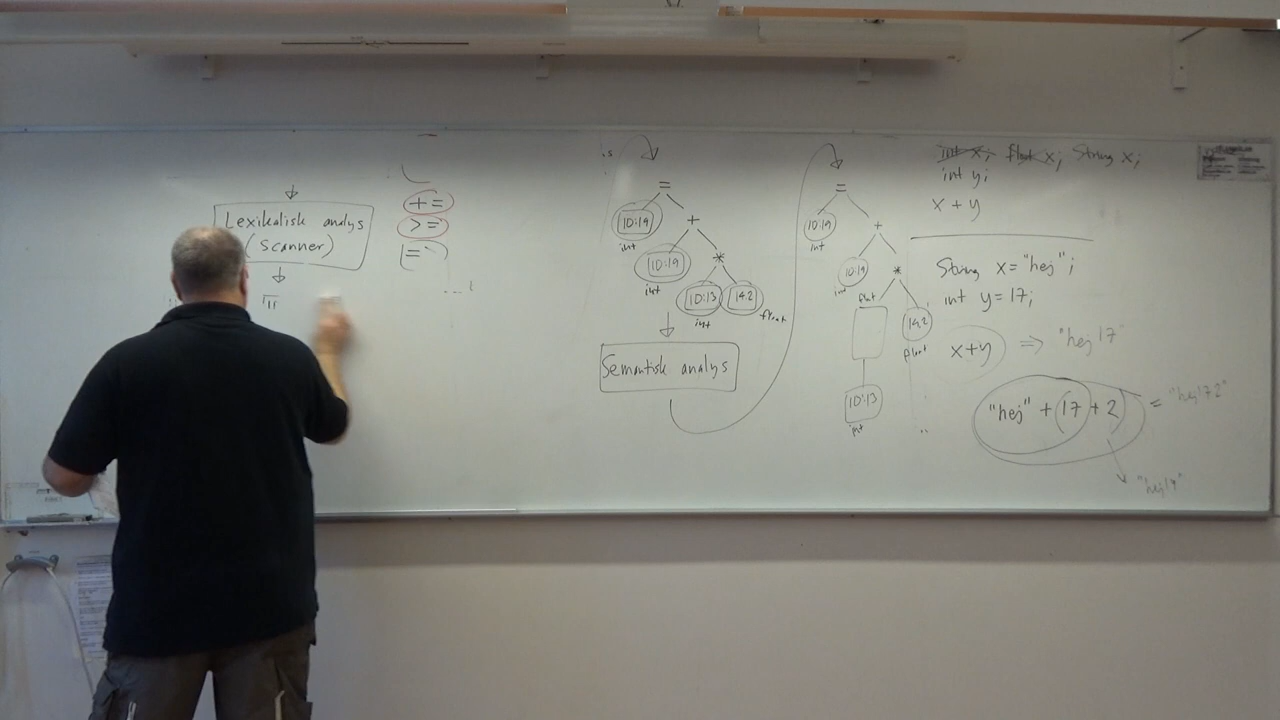 Lexikalisk analys
(Scanner)
+ =
> =
=
+
10:19
int
10:19
int
*
10:13
int
14.2
float
Semantisk analys
=
10:19
int
+
10:19
int
*
float
14.2
float
10:13
int
int x; float x; String x;
int y;
x + y
String x = "hej";
int y = 17;
x+y ⇒ "hej17"
"hej" + (17 + 2) = "hej172"
"hej19"